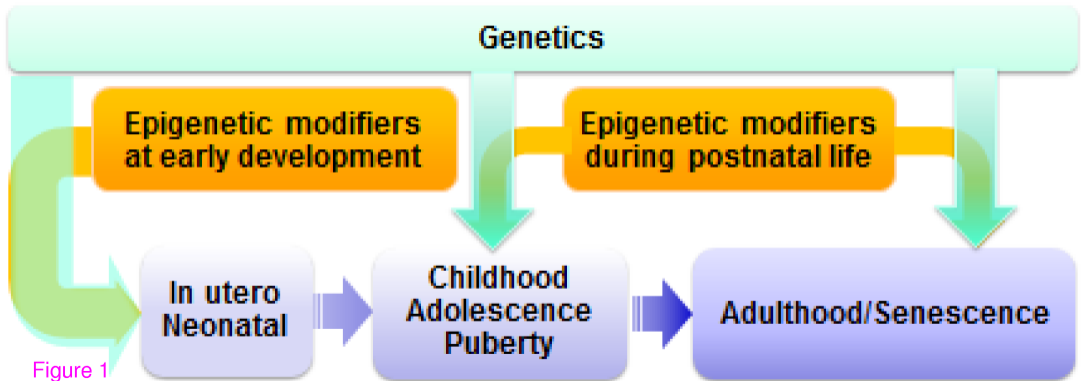 Genetics
Epigenetic modifiers
at early development
Epigenetic modifiers
during postnatal life
In utero
Neonatal
Childhood
Adolescence
Puberty
Adulthood/Senescence
Figure 1